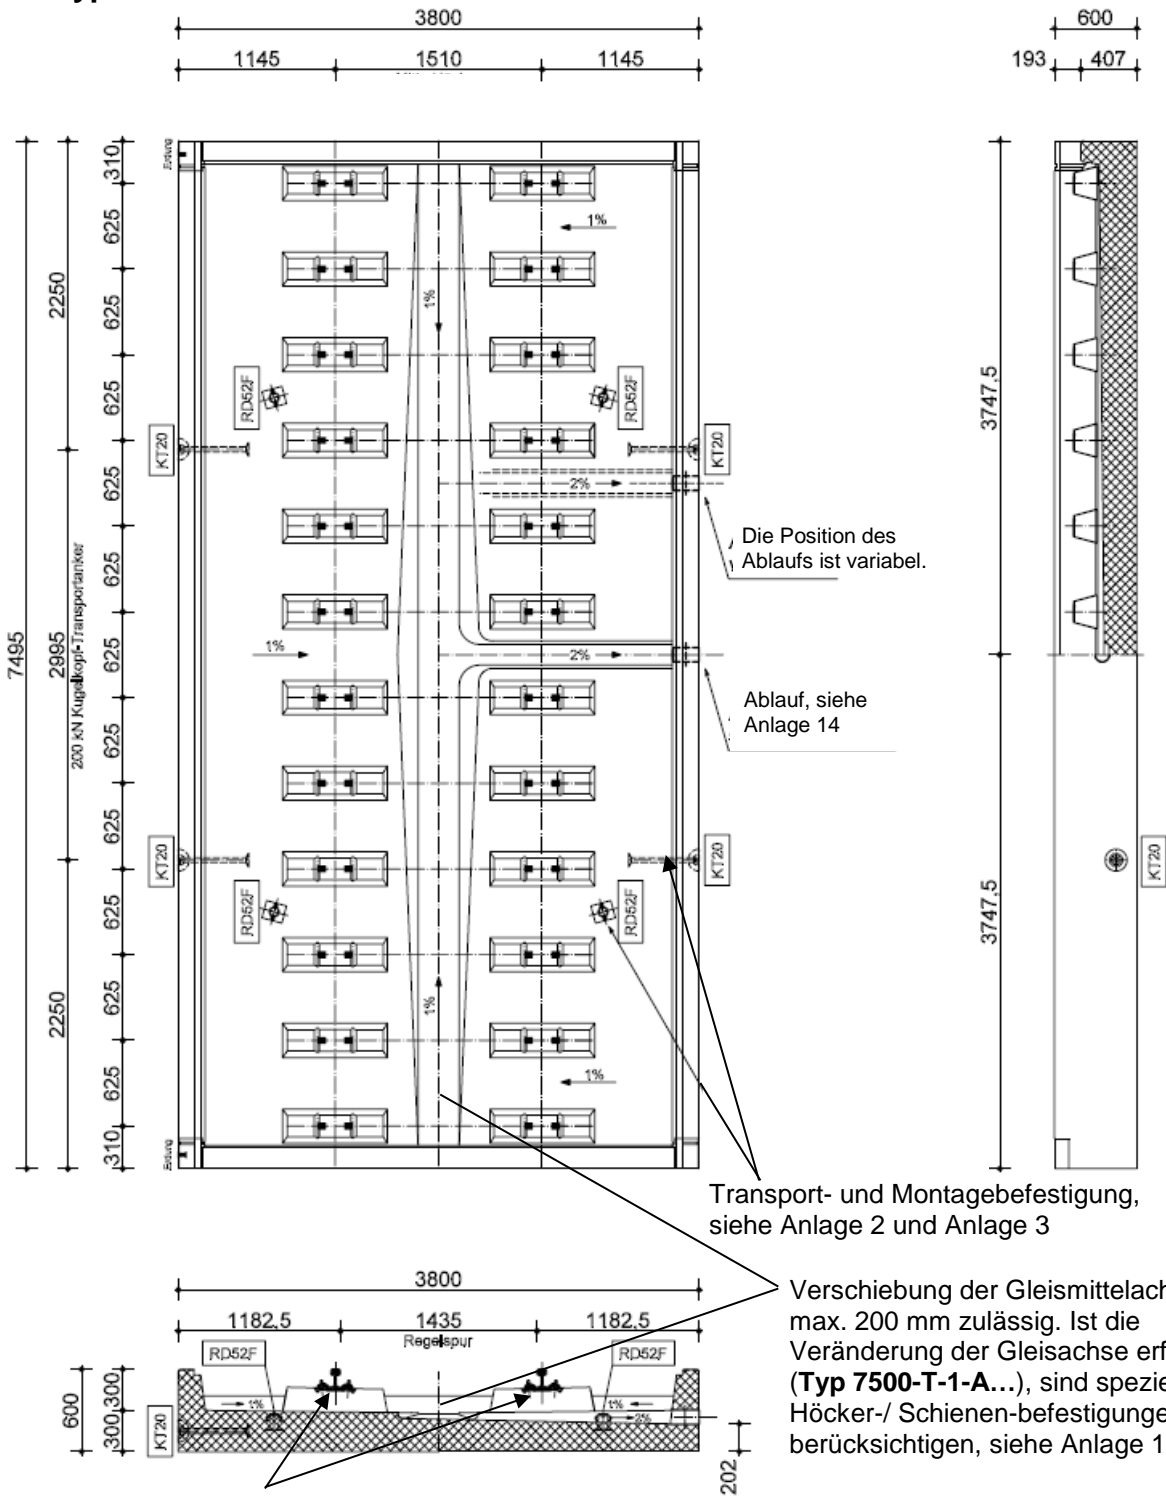 3800
600
1145
1510
1145
193
407
310
625
625
625
625
625
625
625
625
625
625
625
310
2250
2995
2250
200 kN Kugelkopf-Transportanker
7495
Erdung
1%
1%
RD52F
RD52F
KT20
KT20
2%
Die Position des
Ablaufs ist variabel.
1%
2%
Ablauf, siehe
Anlage 14
KT20
KT20
RD52F
RD52F
1%
1%
Erdung
3747,5
3747,5
KT20
Transport- und Montagebefestigung,
siehe Anlage 2 und Anlage 3
3800
1182,5
1435
1182,5
Regelspur
RD52F
RD52F
600
300
300
KT20
1%
1%
2%
202
Verschiebung der Gleismittelach
max. 200 mm zulässig. Ist die
Veränderung der Gleisachse erf
(Typ 7500-T-1-A…), sind spezie
Höcker-/ Schienen-befestigunge
berücksichtigen, siehe Anlage 1